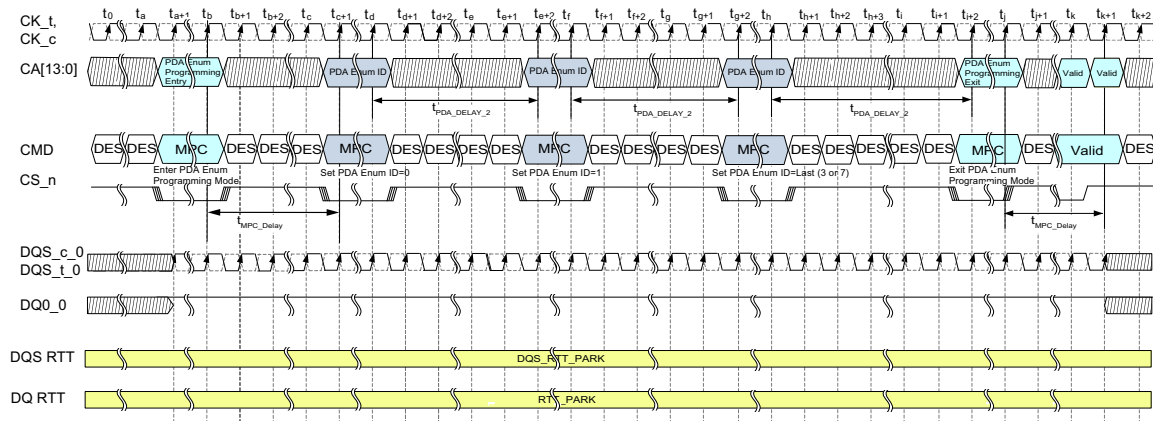 t0 ta ta+1 tb tb+1 tb+2 tc tc+1 td td+1 td+2 te te+1 te+2 tf tf+1 tf+2 tg tg+1 tg+2 th th+1 th+2 th+3 ti ti+1 ti+2 tj tj+1 tk tk+1 tk+2
CK_t,
CK_c
CA[13:0]
PDA Enum
Programming
Entry
PDA Enum ID
PDA Enum ID
PDA Enum ID
PDA Enum
Programming
Exit
Valid Valid
tPDA_DELAY_2 tPDA_DELAY_2 tPDA_DELAY_2
CMD
DES DES MPC DES DES DES MPC DES DES DES DES MPC DES DES DES DES MPC DES DES DES DES DES MPC DES Valid DES
Enter PDA Enum
Programming Mode
Set PDA Enum ID=0
Set PDA Enum ID=1
Set PDA Enum ID=Last (3 or 7)
Exit PDA Enum
Programming Mode
CS_n
tMPC_Delay tMPC_Delay
DQS_c_0
DQS_t_0
DQ0_0
DQS RTT
DQS_RTT_PARK
DQ RTT
RTT_PARK